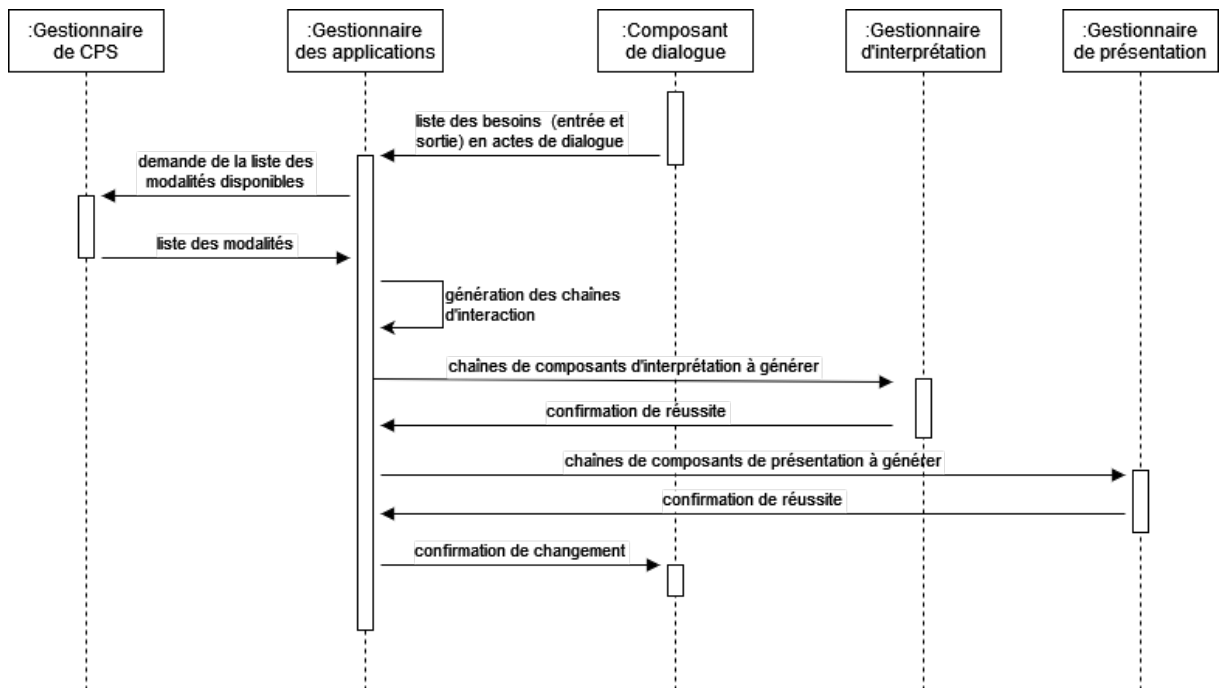 :Gestionnaire
de CPS
:Gestionnaire
des applications
:Composant
de dialogue
:Gestionnaire
d'interprétation
:Gestionnaire
de présentation
liste des besoins (entrée et
sortie) en actes de dialogue
demande de la liste des
modalités disponibles
liste des modalités
génération des chaînes
d'interaction
chaînes de composants d'interprétation à générer
confirmation de réussite
chaînes de composants de présentation à générer
confirmation de réussite
confirmation de changement